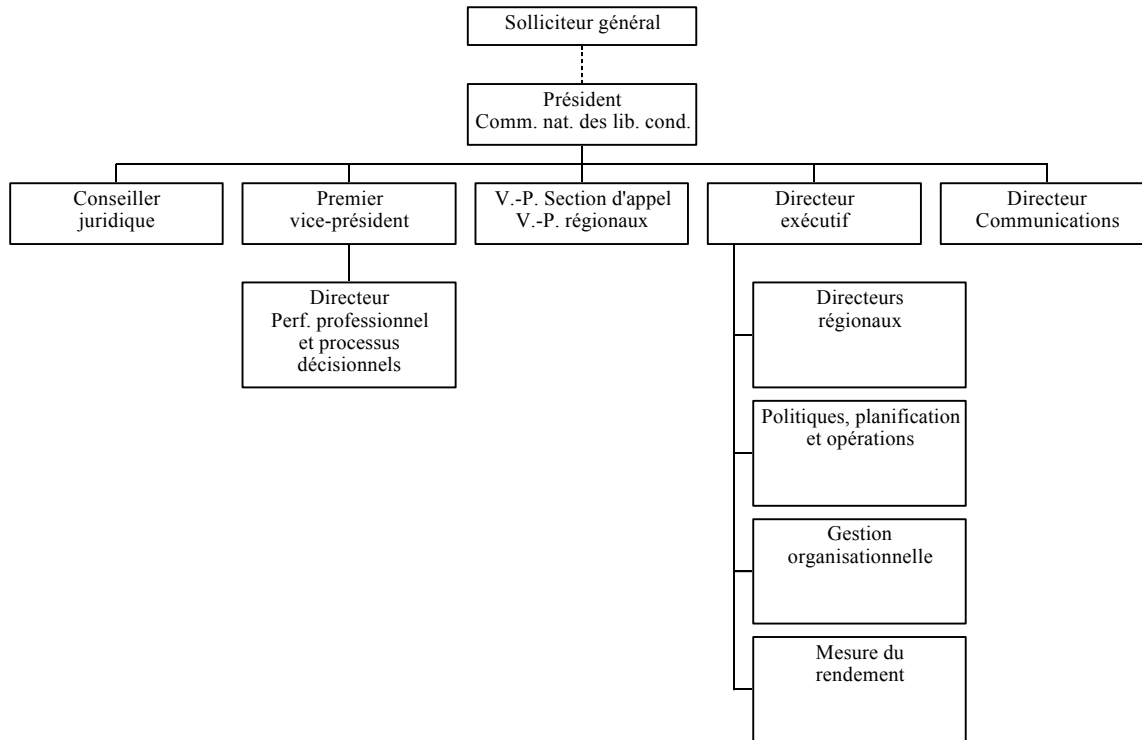 Solliciteur général
Président
Comm. nat. des lib. cond.
Conseiller
juridique
Premier
vice-président
V.-P. Section d'appel
V.-P. régionaux
Directeur
exécutif
Directeur
Communications
Directeur
Perf. professionnel
et processus
décisionnels
Directeurs
régionaux
Politiques, planification
et opérations
Gestion
organisationnelle
Mesure du
rendement